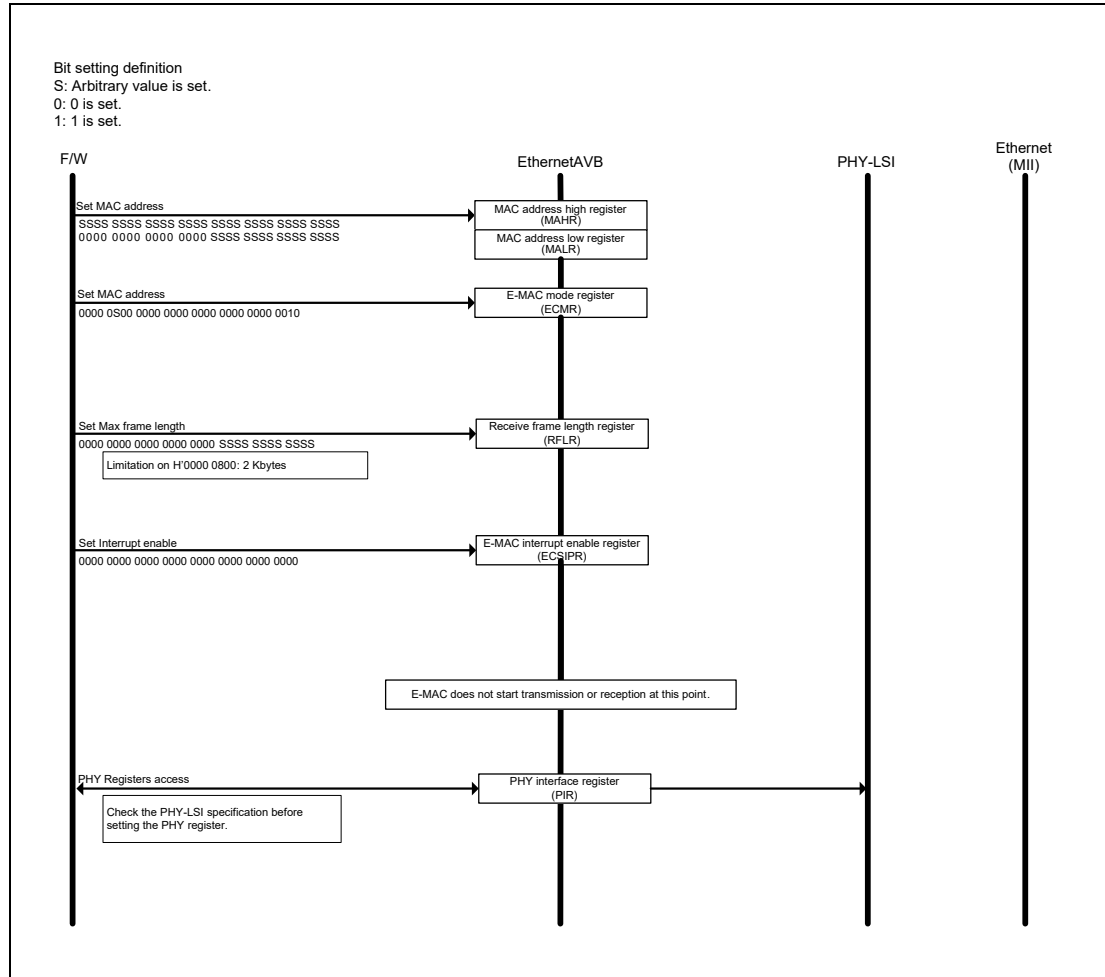 Bit setting definition
S: Arbitrary value is set.
0: 0 is set.
1: 1 is set.
F/W
EthernetAVB
PHY-LSI
Ethernet
(MII)
Set MAC address
SSSS SSSS SSSS SSSS SSSS SSSS SSSS SSSS
0000 0000 0000 0000 SSSS SSSS SSSS SSSS
MAC address high register
(MAHR)
MAC address low register
(MALR)
Set MAC address
0000 0S00 0000 0000 0000 0000 0000 0010
E-MAC mode register
(ECMR)
Set Max frame length
0000 0000 0000 0000 0000 SSSS SSSS SSSS
Receive frame length register
(RFLR)
Limitation on H'0000 0800: 2 Kbytes
Set Interrupt enable
0000 0000 0000 0000 0000 0000 0000 0000
E-MAC interrupt enable register
(ECSIPR)
E-MAC does not start transmission or reception at this point.
PHY Registers access
PHY interface register
(PIR)
Check the PHY-LSI specification before
setting the PHY register.